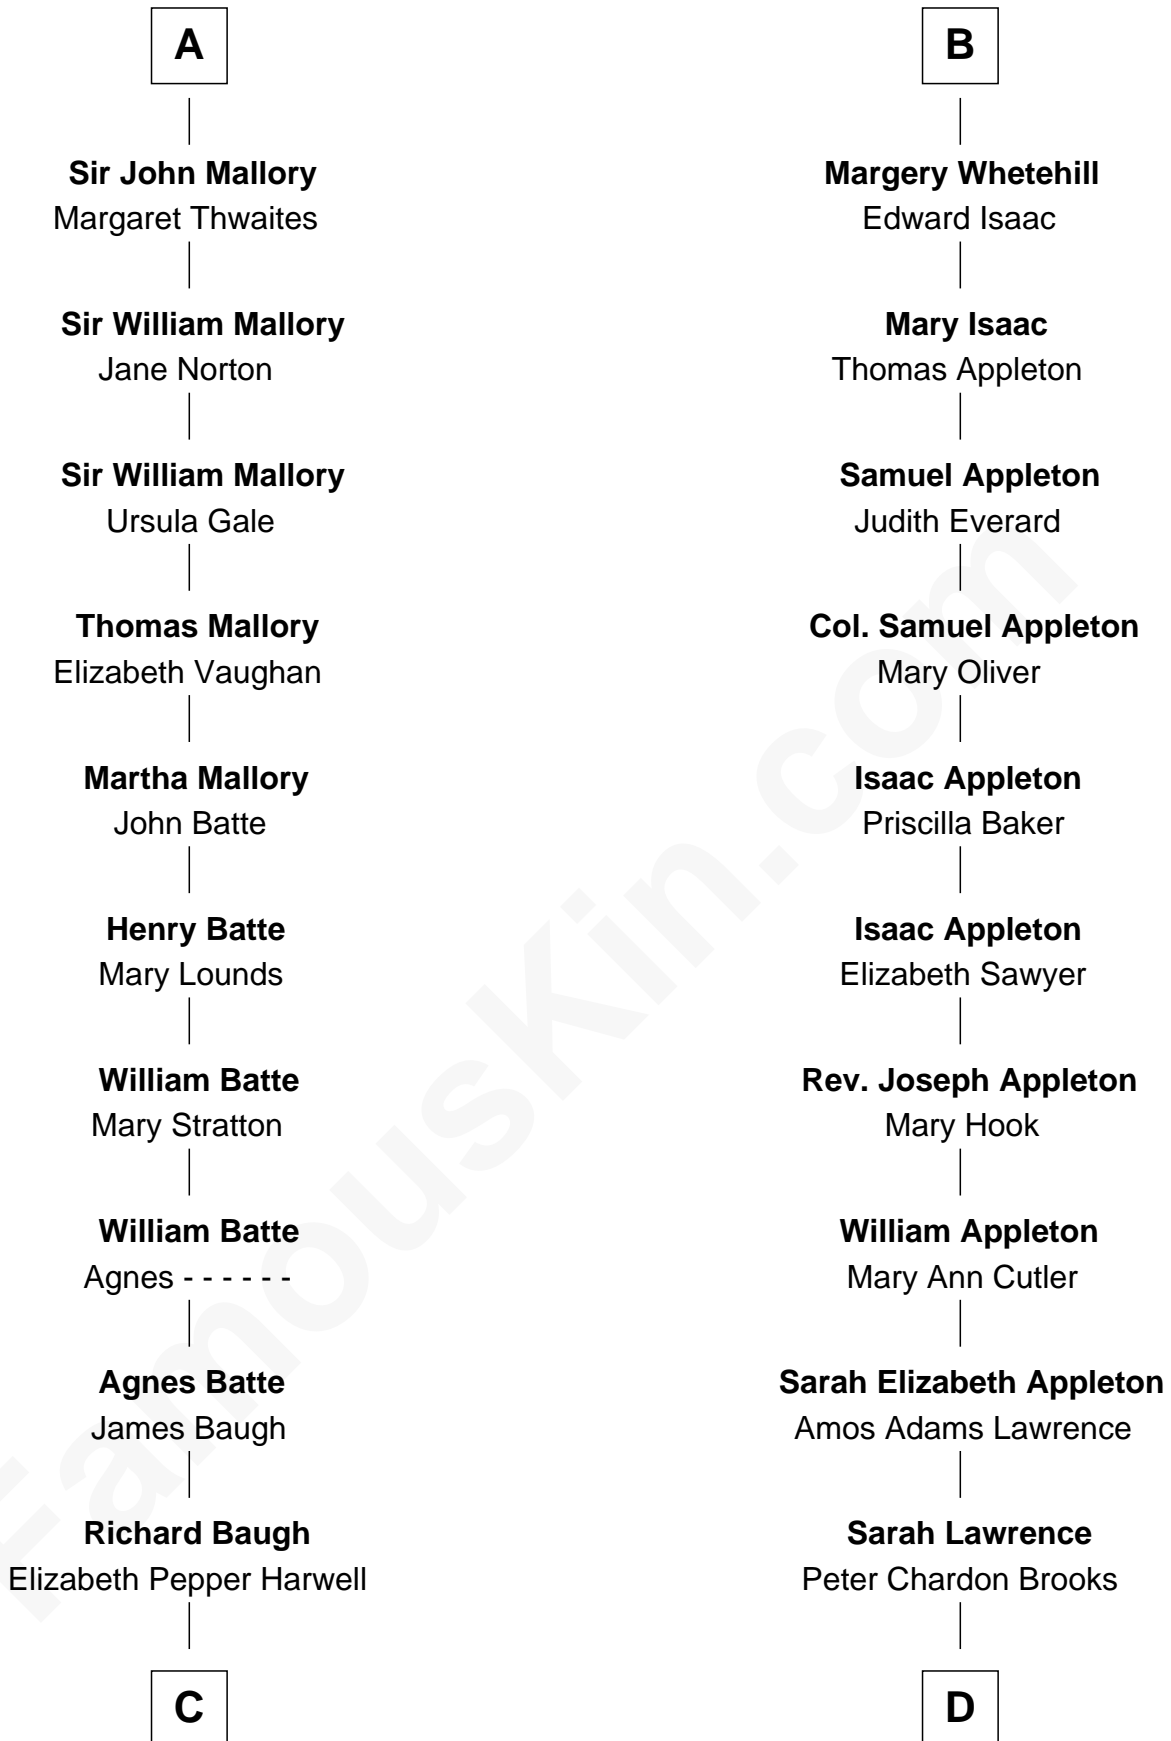 A
Sir John Mallory
Margaret Thwaites
Sir William Mallory
Jane Norton
Sir William Mallory
Ursula Gale
Thomas Mallory
Elizabeth Vaughan
Martha Mallory
John Batte
Henry Batte
Mary Lounds
William Batte
Mary Stratton
William Batte
Agnes - - - - - -
Agnes Batte
James Baugh
Richard Baugh
Elizabeth Pepper Harwell
C
B
Margery Whetehill
Edward Isaac
Mary Isaac
Thomas Appleton
Samuel Appleton
Judith Everard
Col. Samuel Appleton
Mary Oliver
Isaac Appleton
Priscilla Baker
Isaac Appleton
Elizabeth Sawyer
Rev. Joseph Appleton
Mary Hook
William Appleton
Mary Ann Cutler
Sarah Elizabeth Appleton
Amos Adams Lawrence
Sarah Lawrence
Peter Chardon Brooks
D
FamousKin.com